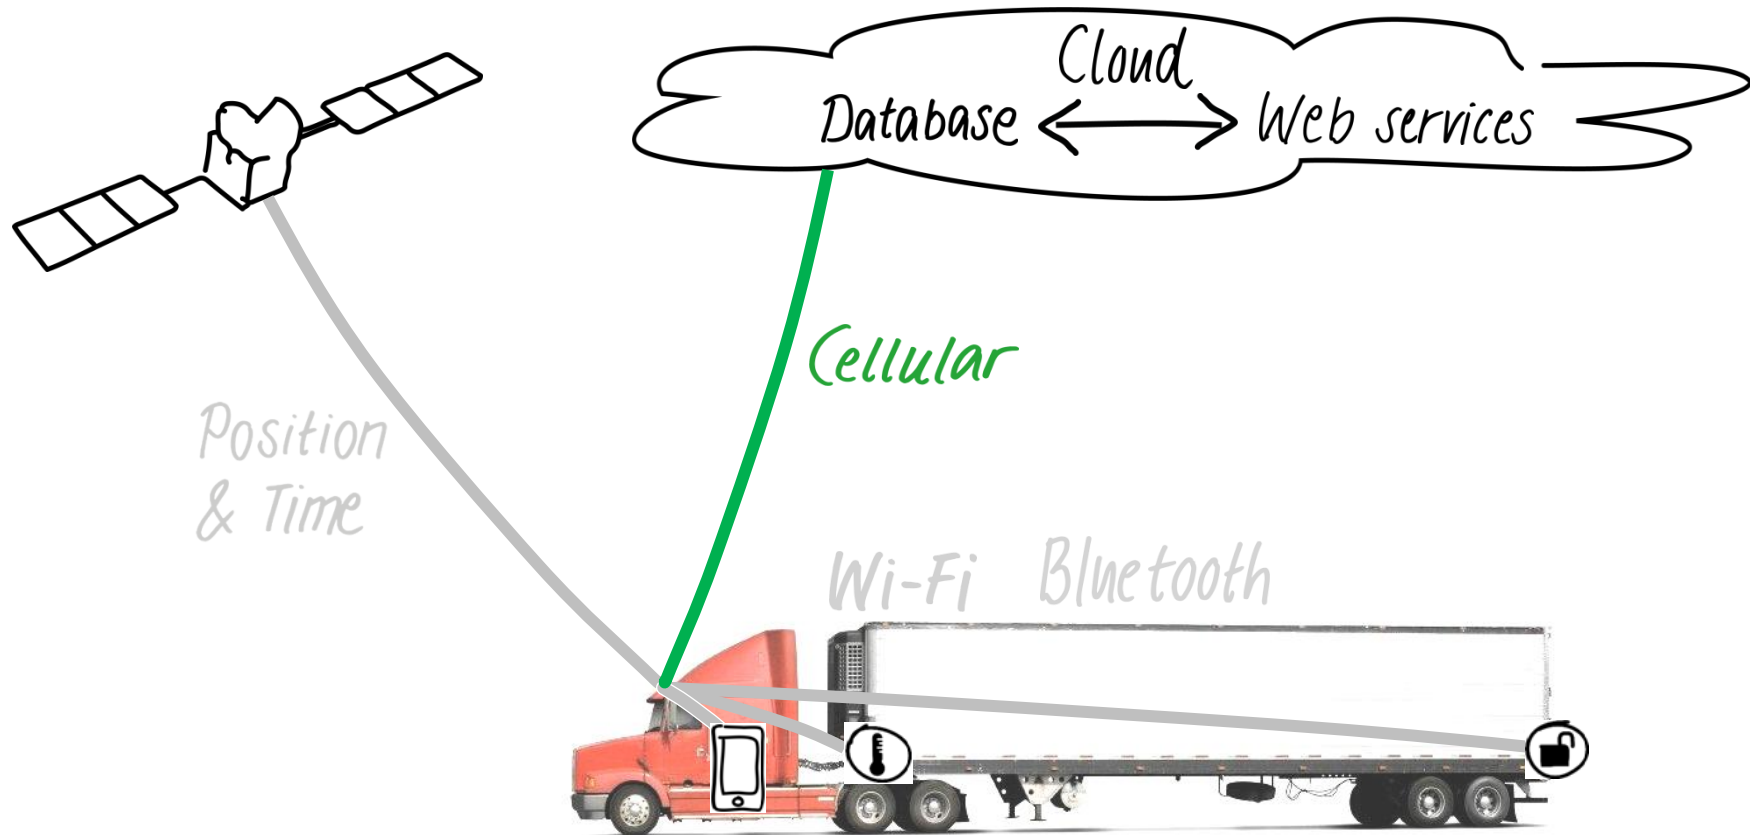 Cloud
Database Web services
Cellular
Position
& Time
Wi-Fi Bluetooth